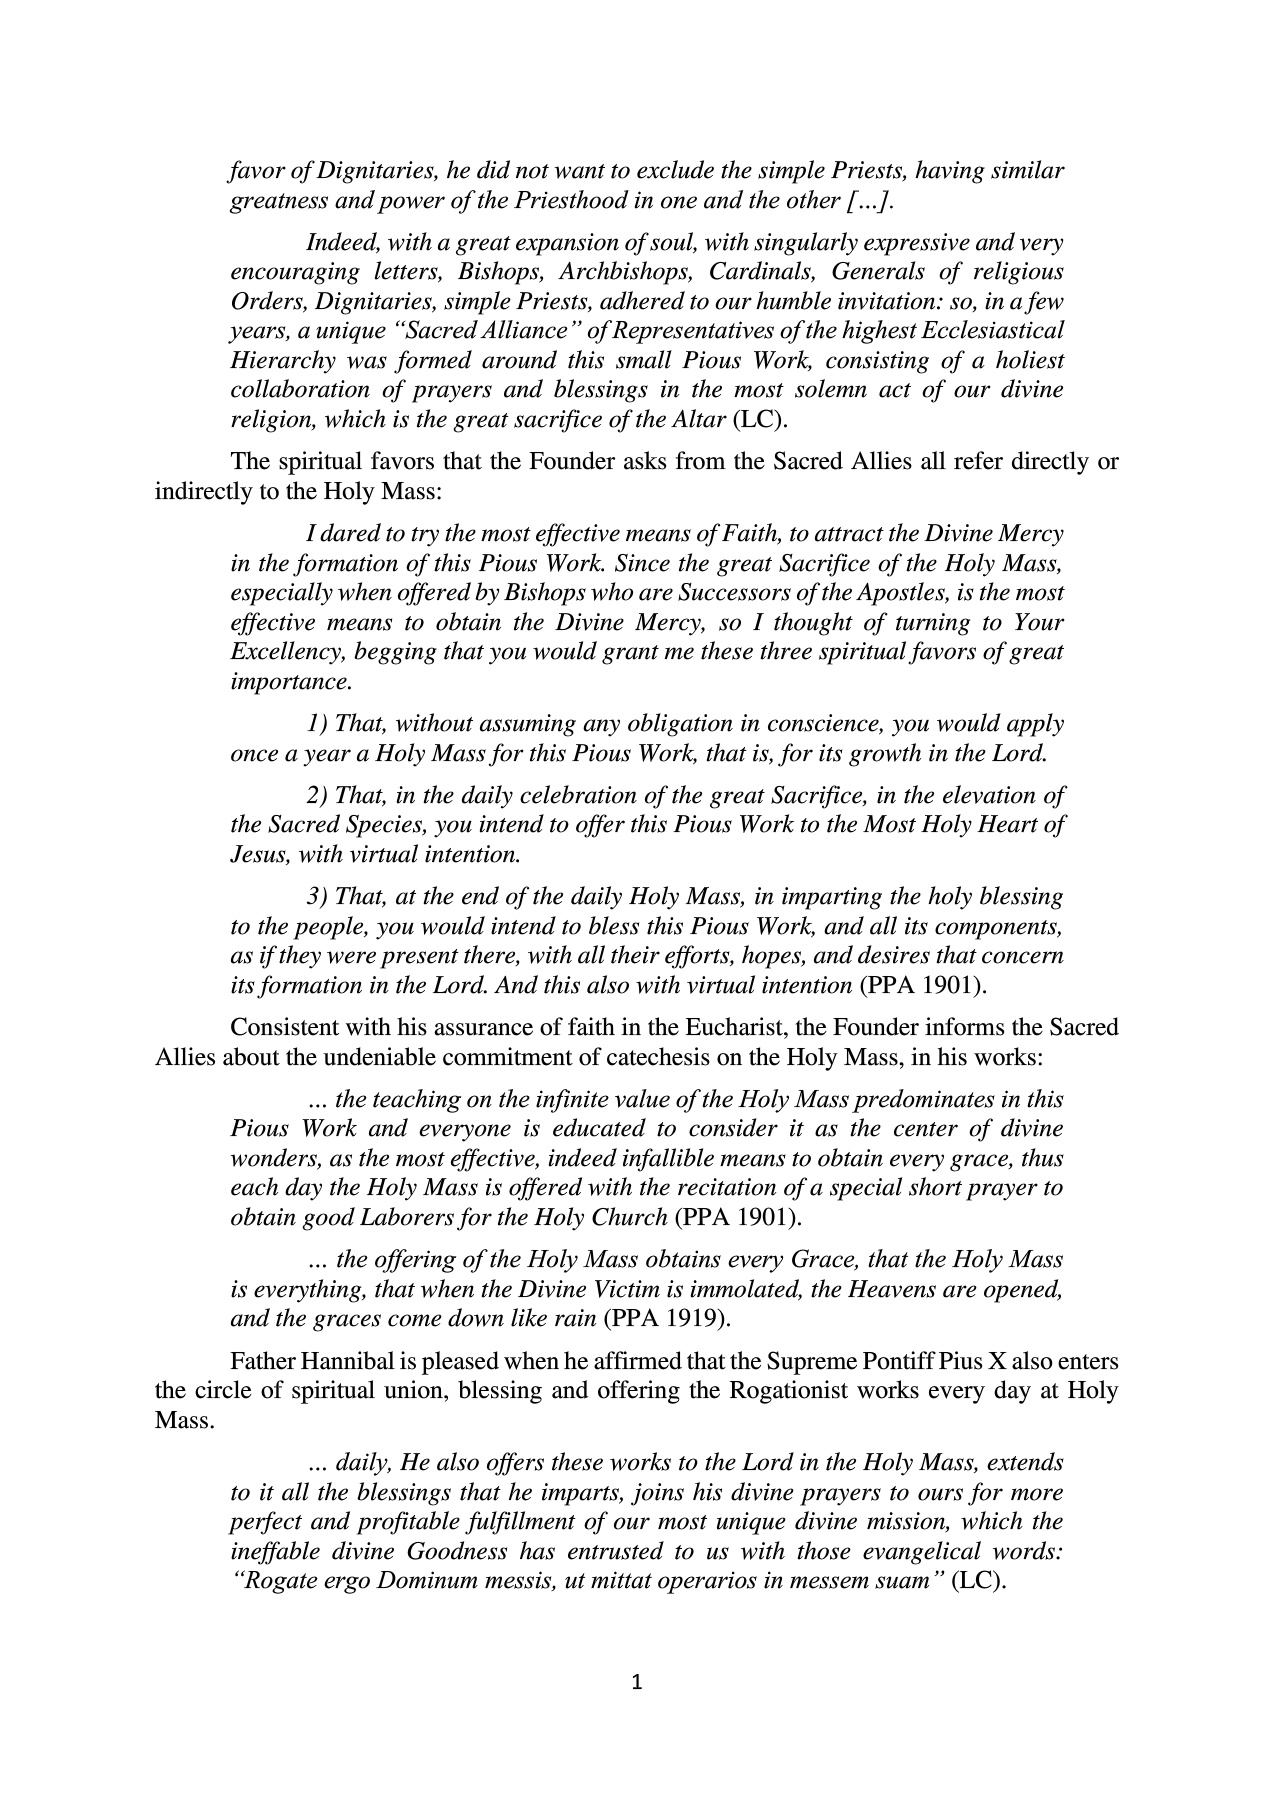 favor of Dignitaries, he did not want to exclude the simple Priests, having similar
greatness and power of the Priesthood in one and the other [...].
Indeed, with a great expansion of soul, with singularly expressive and very
encouraging letters, Bishops, Archbishops, Cardinals, Generals of religious
Orders, Dignitaries, simple Priests, adhered to our humble invitation: so, in a few
years, a unique “Sacred Alliance” of Representatives of the highest Ecclesiastical
Hierarchy was formed around this small Pious Work, consisting of a holiest
collaboration of prayers and blessings in the most solemn act of our divine
religion, which is the great sacrifice of the Altar (LC).
The spiritual favors that the Founder asks from the Sacred Allies all refer directly or
indirectly to the Holy Mass:
I dared to try the most effective means of Faith, to attract the Divine Mercy
in the formation of this Pious Work. Since the great Sacrifice of the Holy Mass,
especially when offered by Bishops who are Successors of the Apostles, is the most
effective means to obtain the Divine Mercy, so I thought of turning to Your
Excellency, begging that you would grant me these three spiritual favors of great
importance.
1) That, without assuming any obligation in conscience, you would apply
once a year a Holy Mass for this Pious Work, that is, for its growth in the Lord.
2) That, in the daily celebration of the great Sacrifice, in the elevation of
the Sacred Species, you intend to offer this Pious Work to the Most Holy Heart of
Jesus, with virtual intention.
3) That, at the end of the daily Holy Mass, in imparting the holy blessing
to the people, you would intend to bless this Pious Work, and all its components,
as if they were present there, with all their efforts, hopes, and desires that concern
its formation in the Lord. And this also with virtual intention (PPA 1901).
Consistent with his assurance of faith in the Eucharist, the Founder informs the Sacred
Allies about the undeniable commitment of catechesis on the Holy Mass, in his works:
... the teaching on the infinite value of the Holy Mass predominates in this
Pious Work and everyone is educated to consider it as the center of divine
wonders, as the most effective, indeed infallible means to obtain every grace, thus
each day the Holy Mass is offered with the recitation of a special short prayer to
obtain good Laborers for the Holy Church (PPA 1901).
... the offering of the Holy Mass obtains every Grace, that the Holy Mass
is everything, that when the Divine Victim is immolated, the Heavens are opened,
and the graces come down like rain (PPA 1919).
Father Hannibal is pleased when he affirmed that the Supreme Pontiff Pius X also enters
the circle of spiritual union, blessing and offering the Rogationist works every day at Holy
Mass.
... daily, He also offers these works to the Lord in the Holy Mass, extends
to it all the blessings that he imparts, joins his divine prayers to ours for more
perfect and profitable fulfillment of our most unique divine mission, which the
ineffable divine Goodness has entrusted to us with those evangelical words:
“Rogate ergo Dominum messis, ut mittat operarios in messem suam” (LC).
1